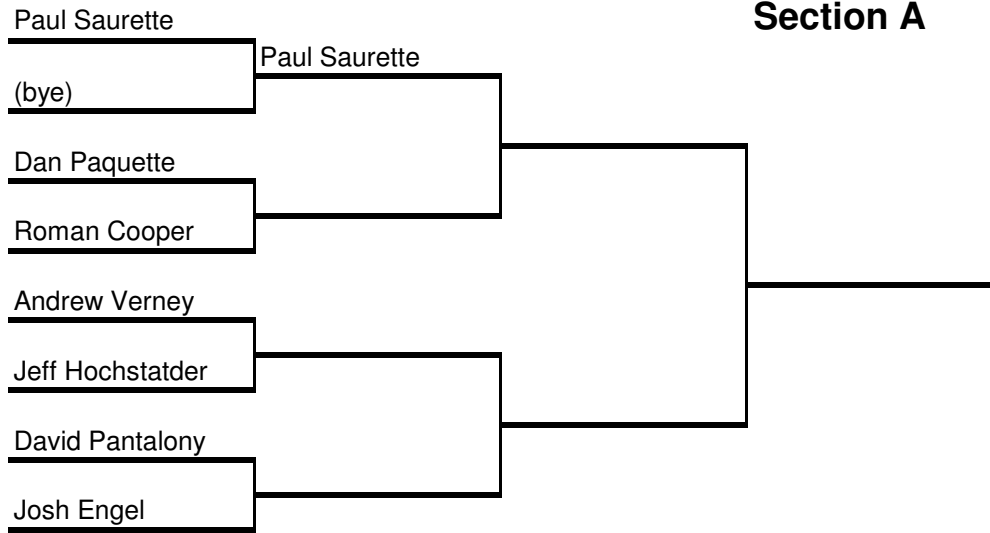 Section A
Paul Saurette
Paul Saurette
(bye)
Dan Paquette
Roman Cooper
Andrew Verney
Jeff Hochstatder
David Pantalony
Josh Engel